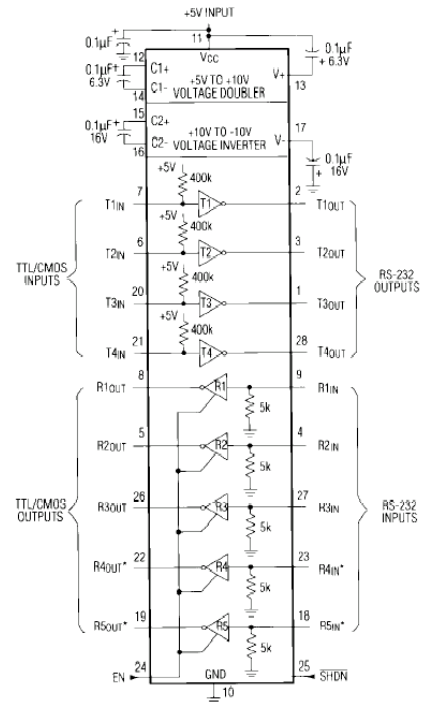 +5V INPUT
11
0.1µF
VCC
0.1µF
+ 6.3V
12
C1+
V+
13
0.1µF
6.3V
C1-
14
+5V TO +10V
VOLTAGE DOUBLER
15
C2+
0.1µF
16V
C2-
16
+10V TO -10V
VOLTAGE INVERTER
17
V-
0.1µF
+ 16V
+5V
400k
7
T1IN
T1
2
T1OUT
+5V
400k
6
T2IN
T2
3
T2OUT
+5V
400k
20
T3IN
T3
1
T3OUT
+5V
400k
21
T4IN
T4
28
T4OUT
TTL/CMOS
INPUTS
RS-232
OUTPUTS
8
R1OUT
R1
9
R1IN
5k
5
R2OUT
R2
4
R2IN
5k
26
R3OUT
R3
27
R3IN
5k
22
R4OUT*
R4
23
R4IN*
5k
19
R5OUT*
R5
18
R5IN*
5k
TTL/CMOS
OUTPUTS
RS-232
INPUTS
24
EN
GND
10
25
SHDN